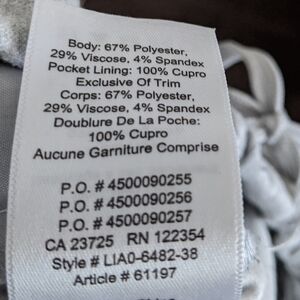 Body: 67% Polyester,
29% Viscose, 4% Spandex
Pocket Lining: 100% Cupro
Exclusive Of Trim
Corps: 67% Polyester,
29% Viscose, 4% Spandex
Doublure De La Poche:
100% Cupro
Aucune Garniture Comprise
P.O. # 4500090255
P.O. # 4500090256
P.O. # 4500090257
CA 23725 RN 122354
Style # LIA0-6482-38
Article # 61197